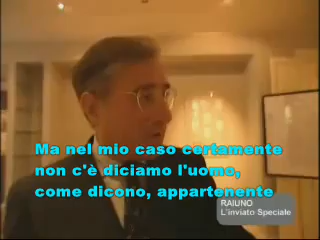 Ma nel mio caso certamente
non c'è diciamo l'uomo,
come dicono, appartenente
RAIUNO
L'inviato Speciale